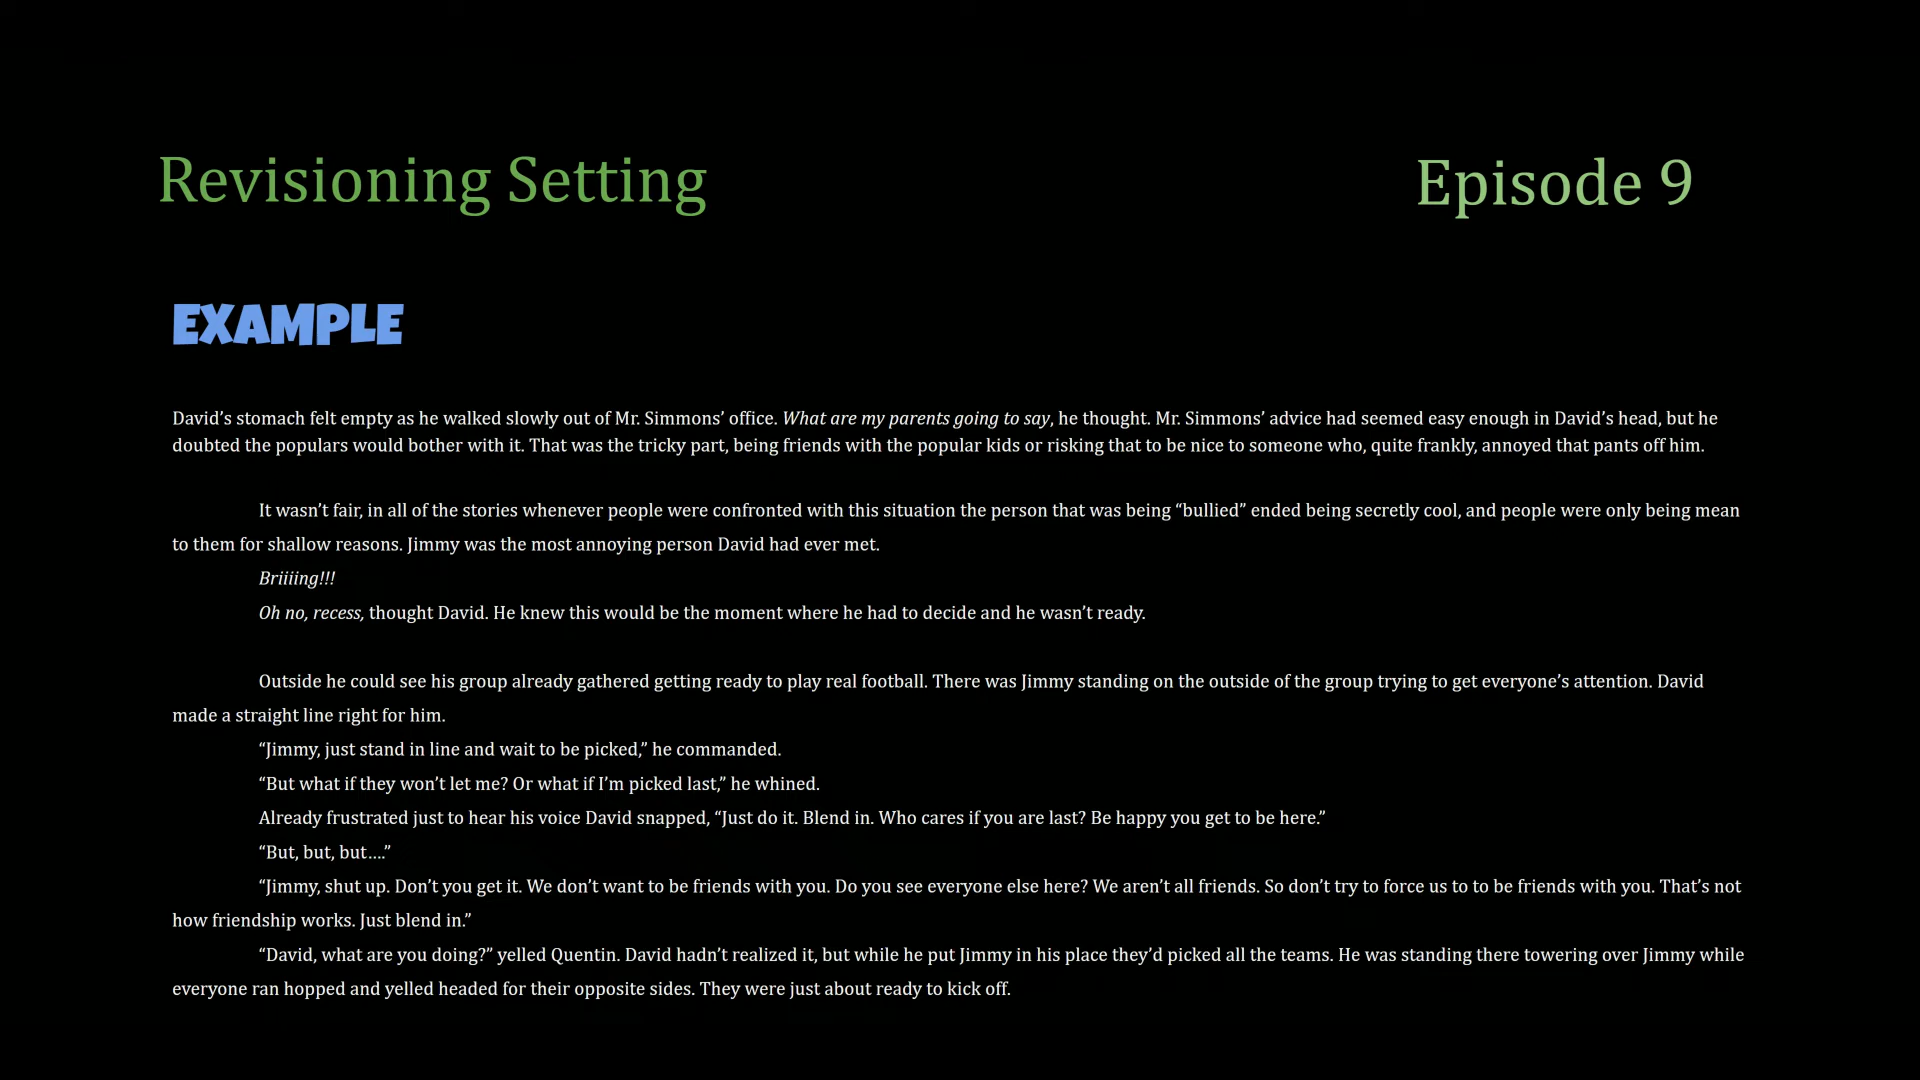 Revisioning Setting
Episode 9
EXAMPLE
David’s stomach felt empty as he walked slowly out of Mr. Simmons’ office. What are my parents going to say, he thought. Mr. Simmons’ advice had seemed easy enough in David’s head, but he
doubted the populars would bother with it. That was the tricky part, being friends with the popular kids or risking that to be nice to someone who, quite frankly, annoyed that pants off him.
It wasn’t fair, in all of the stories whenever people were confronted with this situation the person that was being “bullied” ended being secretly cool, and people were only being mean
to them for shallow reasons. Jimmy was the most annoying person David had ever met.
Briiiing!!!
Oh no, recess, thought David. He knew this would be the moment where he had to decide and he wasn’t ready.
Outside he could see his group already gathered getting ready to play real football. There was Jimmy standing on the outside of the group trying to get everyone’s attention. David
made a straight line right for him.
“Jimmy, just stand in line and wait to be picked,” he commanded.
“But what if they won’t let me? Or what if I’m picked last,” he whined.
Already frustrated just to hear his voice David snapped, “Just do it. Blend in. Who cares if you are last? Be happy you get to be here.”
“But, but, but….”
“Jimmy, shut up. Don’t you get it. We don’t want to be friends with you. Do you see everyone else here? We aren’t all friends. So don’t try to force us to to be friends with you. That’s not
how friendship works. Just blend in.”
“David, what are you doing?” yelled Quentin. David hadn’t realized it, but while he put Jimmy in his place they’d picked all the teams. He was standing there towering over Jimmy while
everyone ran hopped and yelled headed for their opposite sides. They were just about ready to kick off.